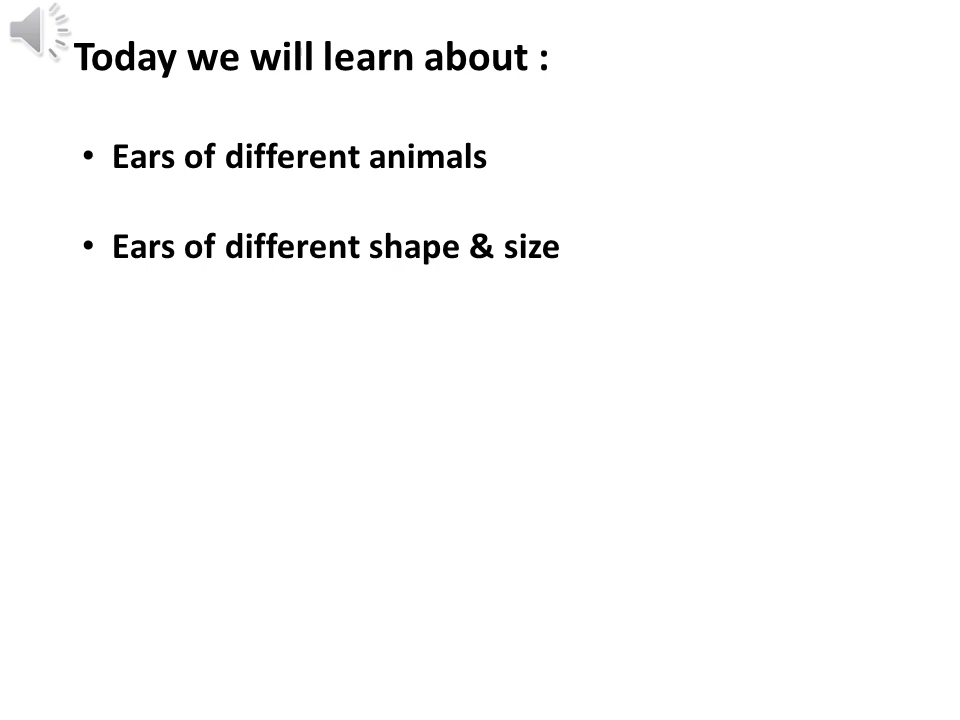 Today we will learn about :
• Ears of different animals
• Ears of different shape & size